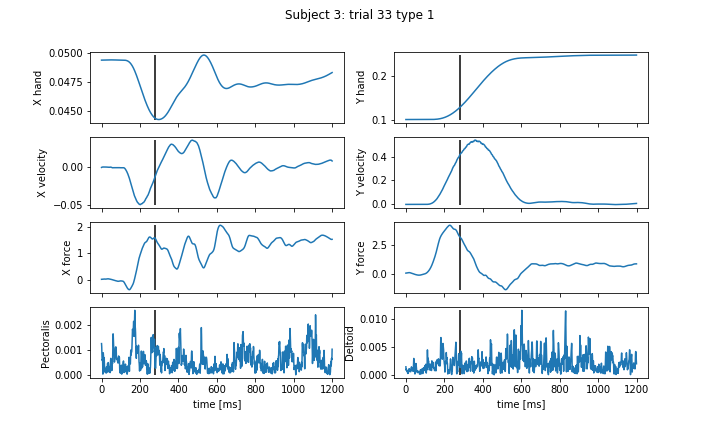 Subject 3: trial 33 type 1
X hand
0.0500
0.0475
0.0450
Y hand
0.2
0.1
X velocity
0.00
−0.05
Y velocity
0.4
0.2
0.0
X force
2
1
0
Y force
2.5
0.0
Pectoralis
0.002
0.001
0.000
0 200 400 600 800 1000 1200
time [ms]
Deltoid
0.010
0.005
0.000
0 200 400 600 800 1000 1200
time [ms]